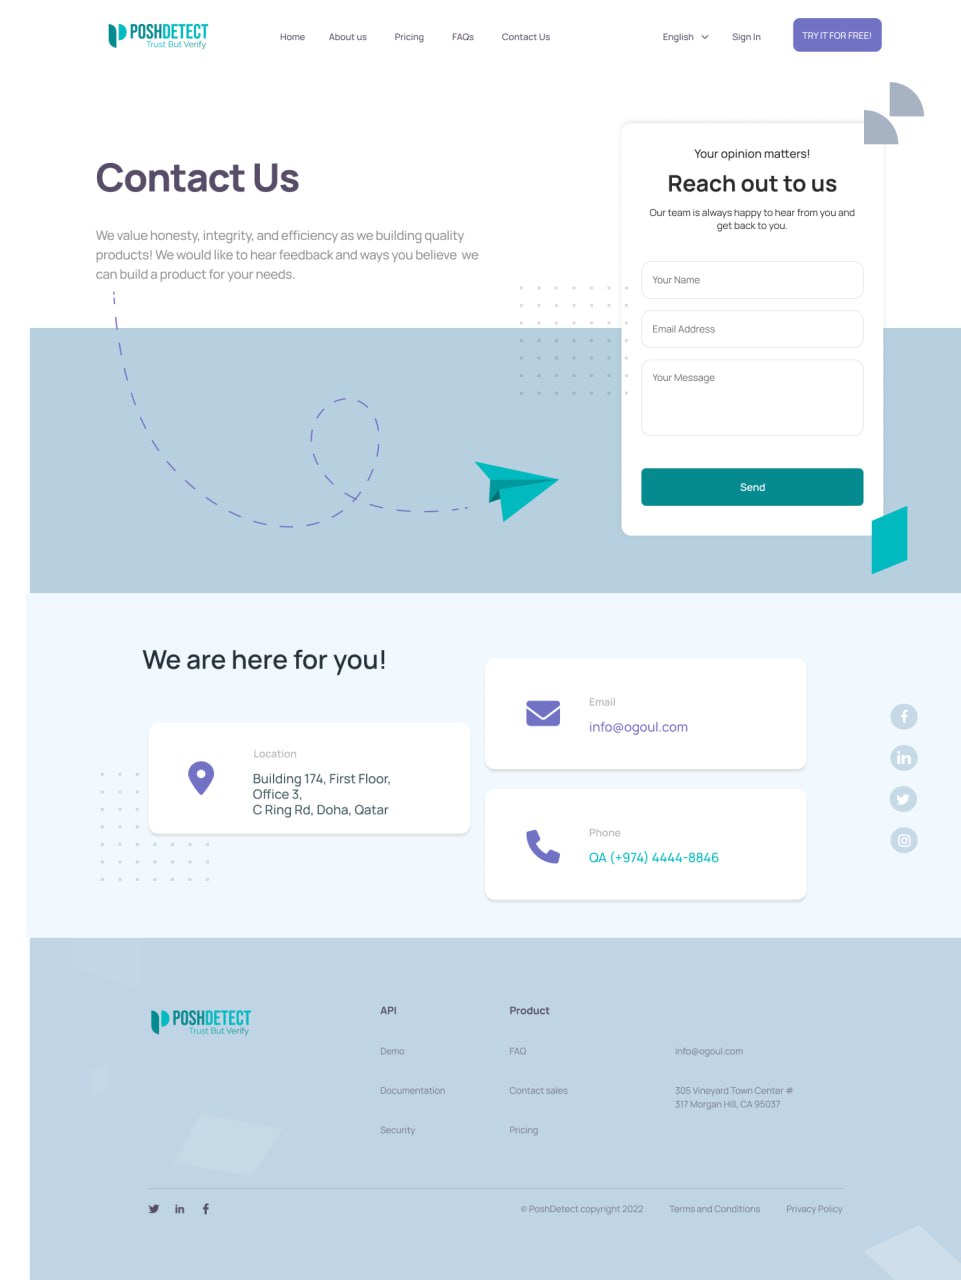 POSHDETECT
Trust But Verify
Home
About us
Pricing
FAQs
Contact Us
English
Sign In
TRY IT FOR FREE!
Contact Us
We value honesty, integrity, and efficiency as we building quality
products! We would like to hear feedback and ways you believe we
can build a product for your needs.
Your opinion matters!
Reach out to us
Our team is always happy to hear from you and
get back to you.
Your Name
Email Address
Your Message
Send
We are here for you!
Location
Building 174, First Floor,
Office 3,
C Ring Rd, Doha, Qatar
Email
info@ogoul.com
Phone
QA (+974) 4444-8846
POSHDETECT
Trust But Verify
API
Demo
Documentation
Security
Product
FAQ
Contact sales
Pricing
info@ogoul.com
305 Vineyard Town Center #
317 Morgan Hill, CA 95037
© PoshDetect copyright 2022
Terms and Conditions
Privacy Policy